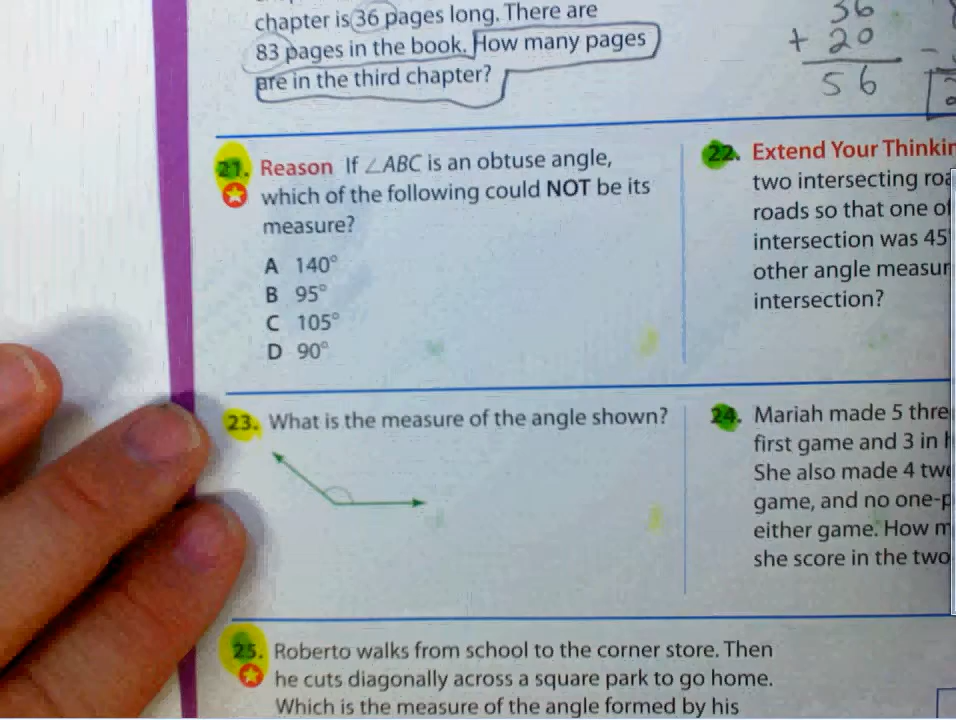 chapter is 36 pages long. There are
83 pages in the book. How many pages
are in the third chapter?
36
+ 20
56
21. Reason If ∠ABC is an obtuse angle,
which of the following could NOT be its
measure?
A 140°
B 95°
C 105°
D 90°
22. Extend Your Thinkin
two intersecting roa
roads so that one of
intersection was 45°
other angle measur
intersection?
23. What is the measure of the angle shown?
24. Mariah made 5 thre
first game and 3 in h
She also made 4 two
game, and no one-p
either game. How m
she score in the two
25. Roberto walks from school to the corner store. Then
he cuts diagonally across a square park to go home.
Which is the measure of the angle formed by his